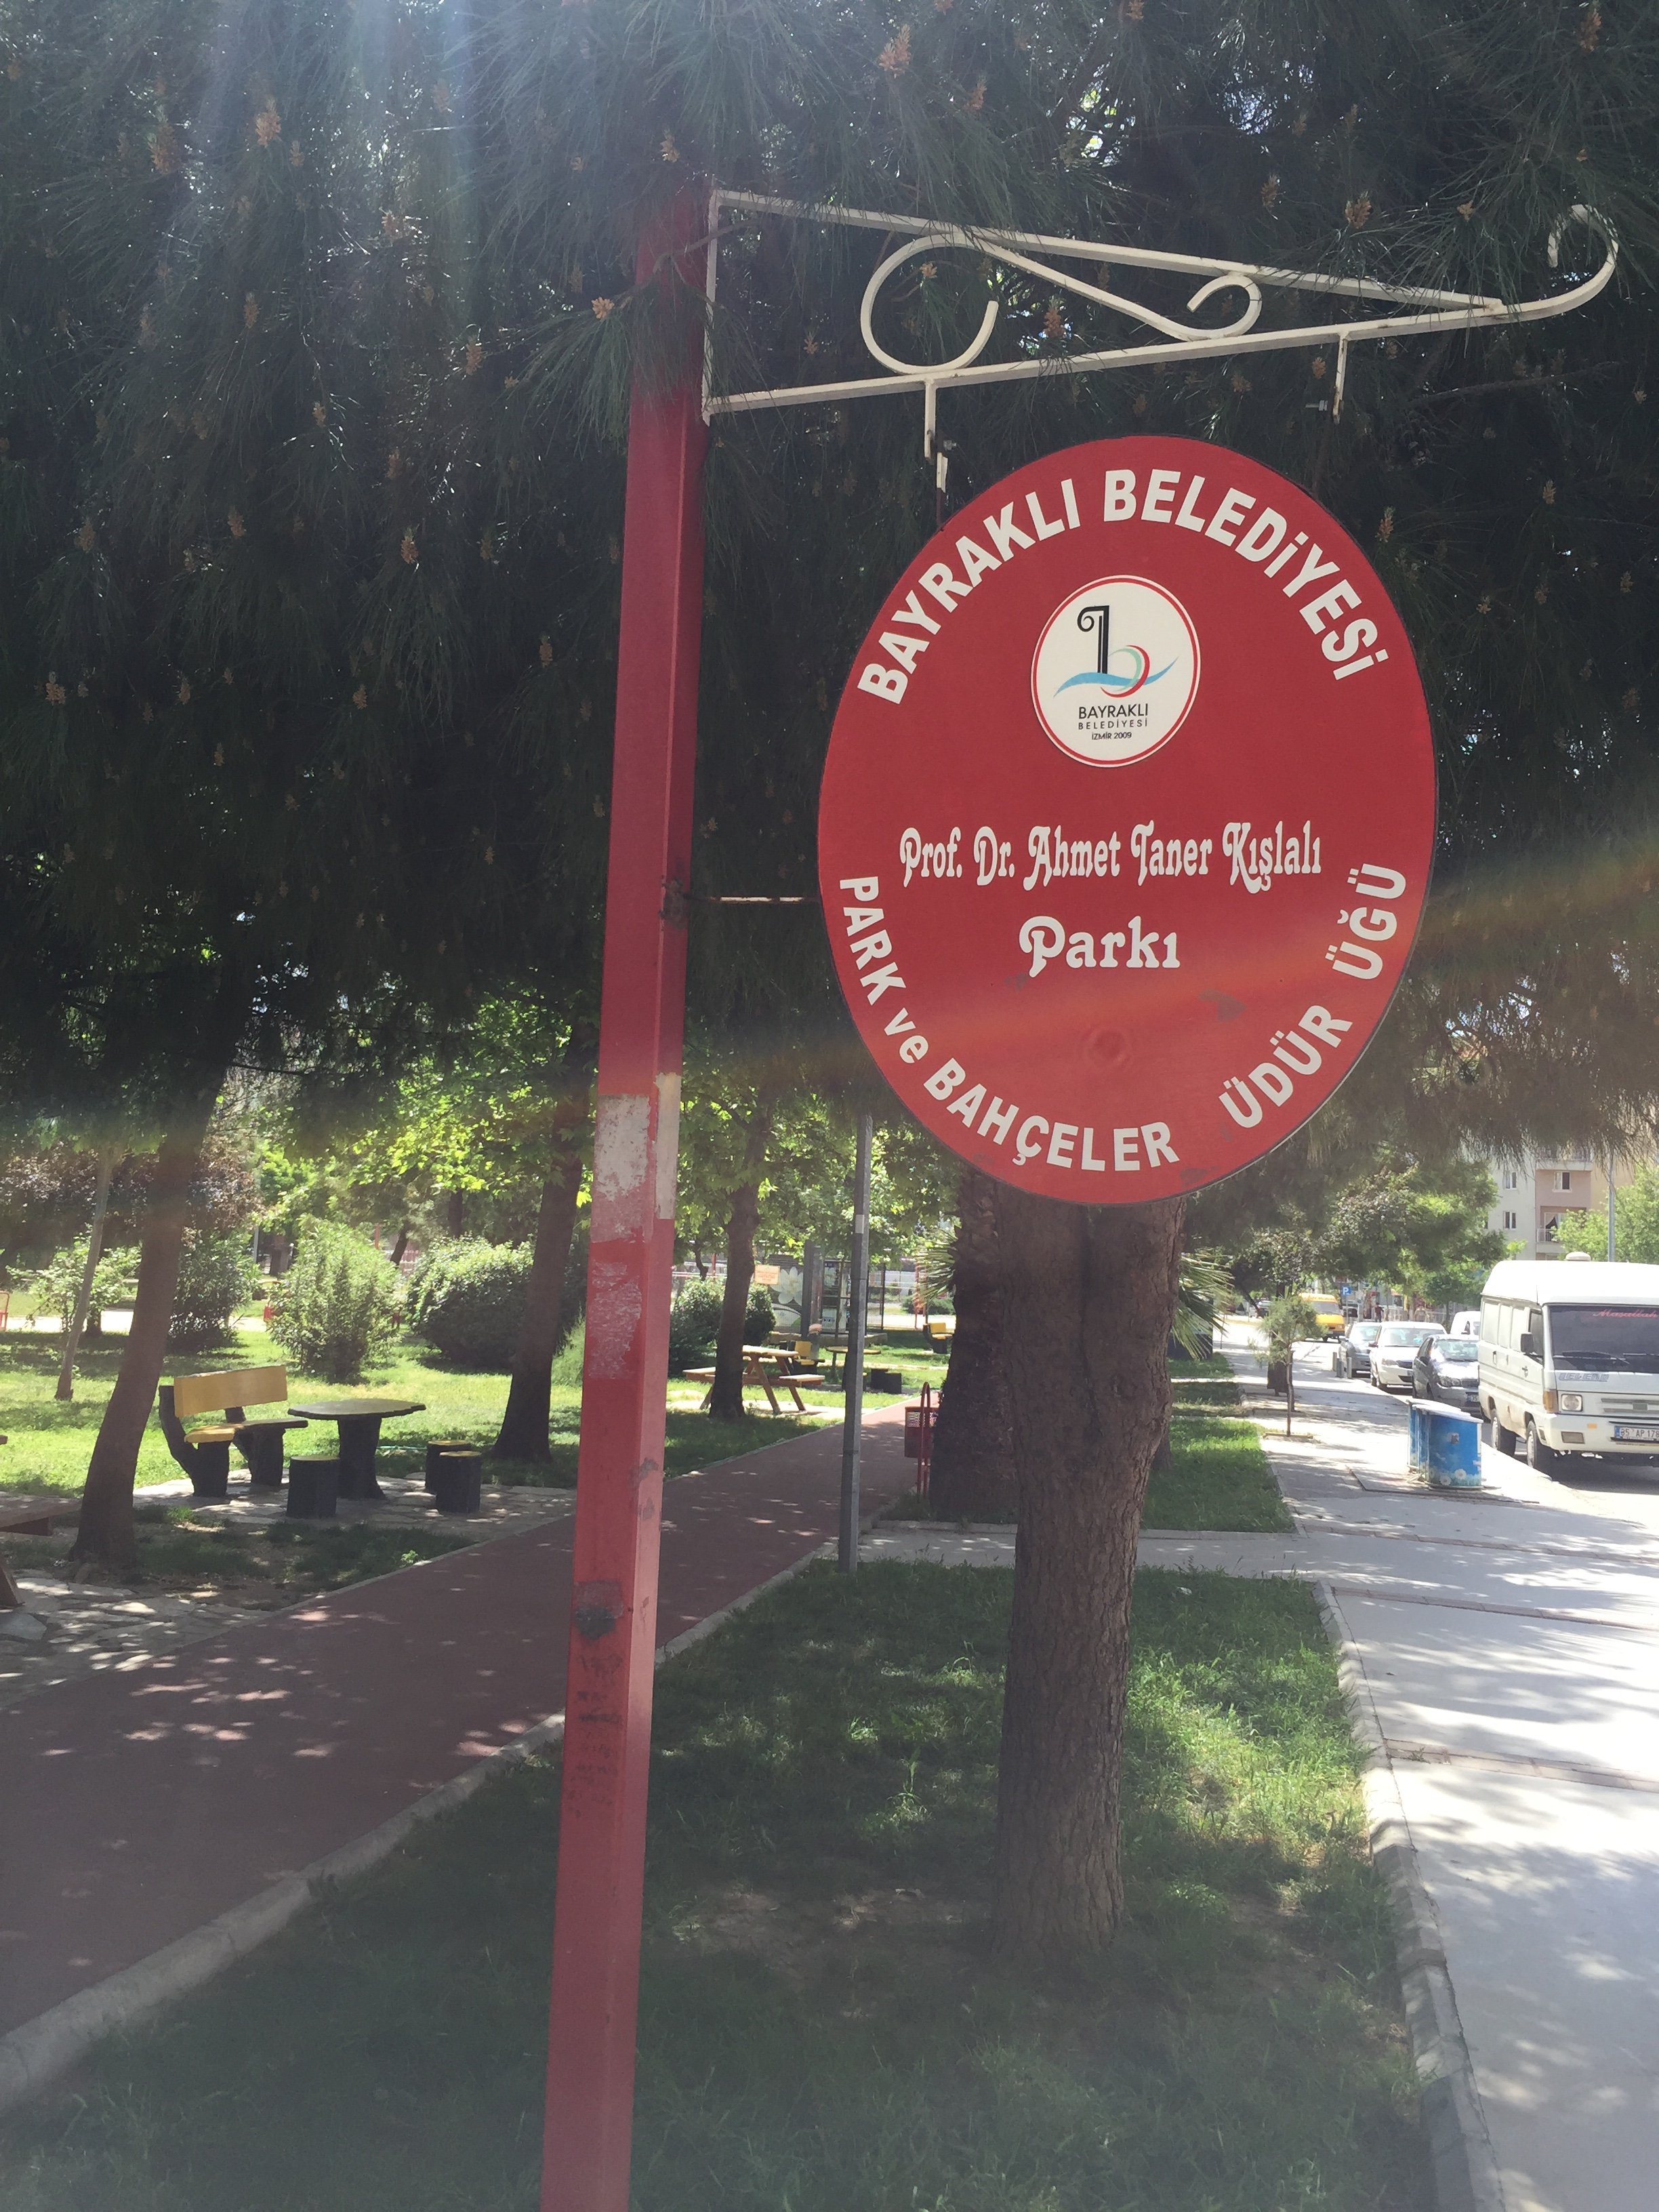 BAYRAKLI BELEDİYESİ
BAYRAKLI
BELEDİYESİ
İZMİR 2009
Prof. Dr. Ahmet Taner Kışlalı
Parkı
PARK ve BAHÇELER ÜDÜR ÜĞÜ
Maşallah